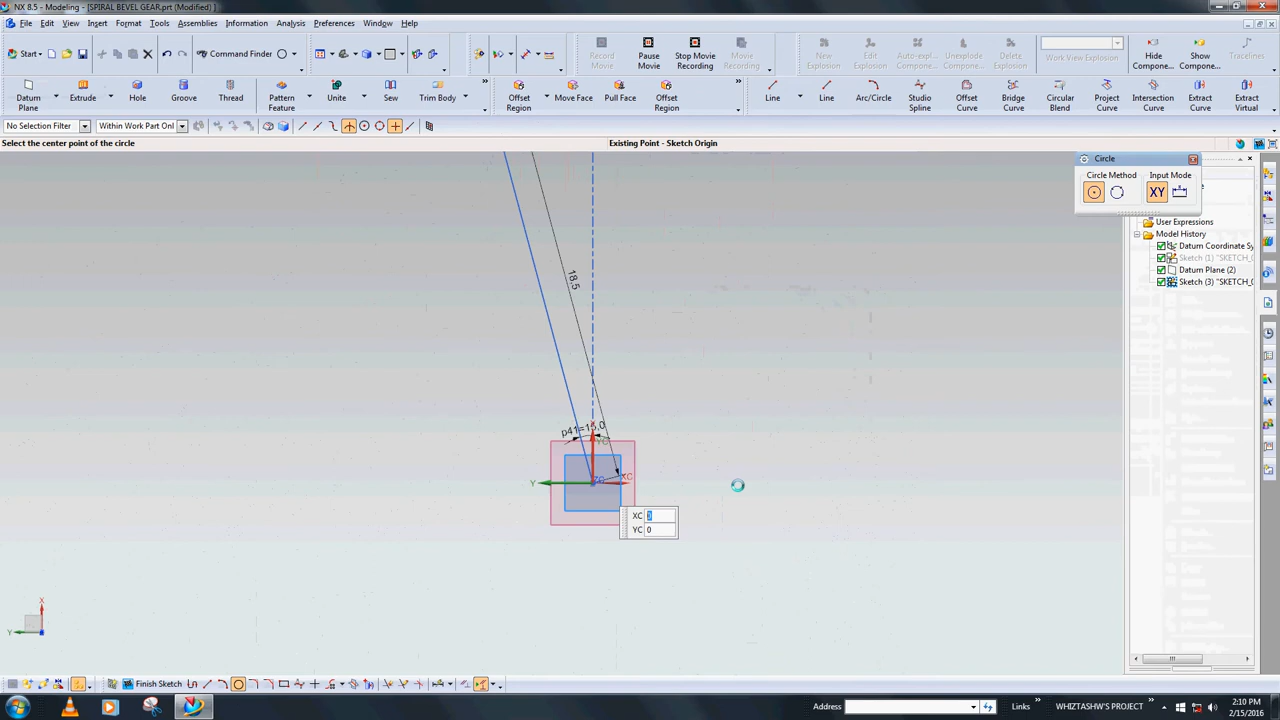 NX 8.5 - Modeling - [SPIRAL BEVEL GEAR.prt (Modified) ]
File Edit View Insert Format Tools Assemblies Information Analysis Preferences Window Help
Start Command Finder Record Movie Pause Movie Stop Movie Recording Movie Recording New Explosion Edit Explosion Auto-expl... Compone... Unexplode Compone... Delete Explosion Work View Explosion Hide Compone... Show Compone... Tracelines
Datum Plane Extrude Hole Groove Thread Pattern Feature Unite Sew Trim Body Offset Region Move Face Pull Face Offset Region Line Line Arc/Circle Studio Spline Offset Curve Bridge Curve Circular Blend Project Curve Intersection Curve Extract Curve Extract Virtual
No Selection Filter Within Work Part Onl
Select the center point of the circle Existing Point - Sketch Origin
Circle
Circle Method Input Mode
XY
User Expressions
Model History
Datum Coordinate Sy
Sketch (1) "SKETCH_0
Datum Plane (2)
Sketch (3) "SKETCH_0
18.5
p41=15.0
YC
XC
ZC
Y
XC 0
YC 0
X
Y
Finish Sketch
Address Links WHIZTASHW'S PROJECT 2:10 PM
2/15/2016